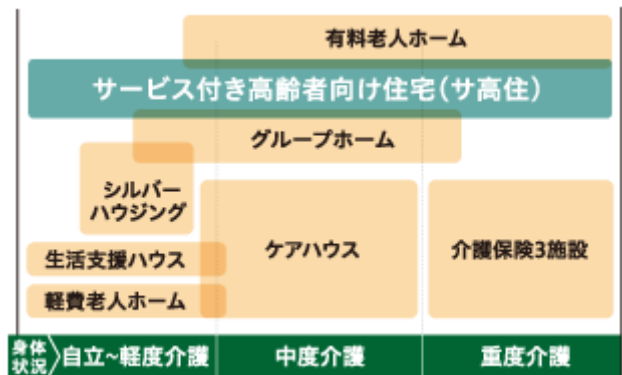 有料老人ホーム
サービス付き高齢者向け住宅(サ高住)
グループホーム
シルバー
ハウジング
ケアハウス
介護保険3施設
生活支援ハウス
軽費老人ホーム
身体
状況
自立~軽度介護
中度介護
重度介護